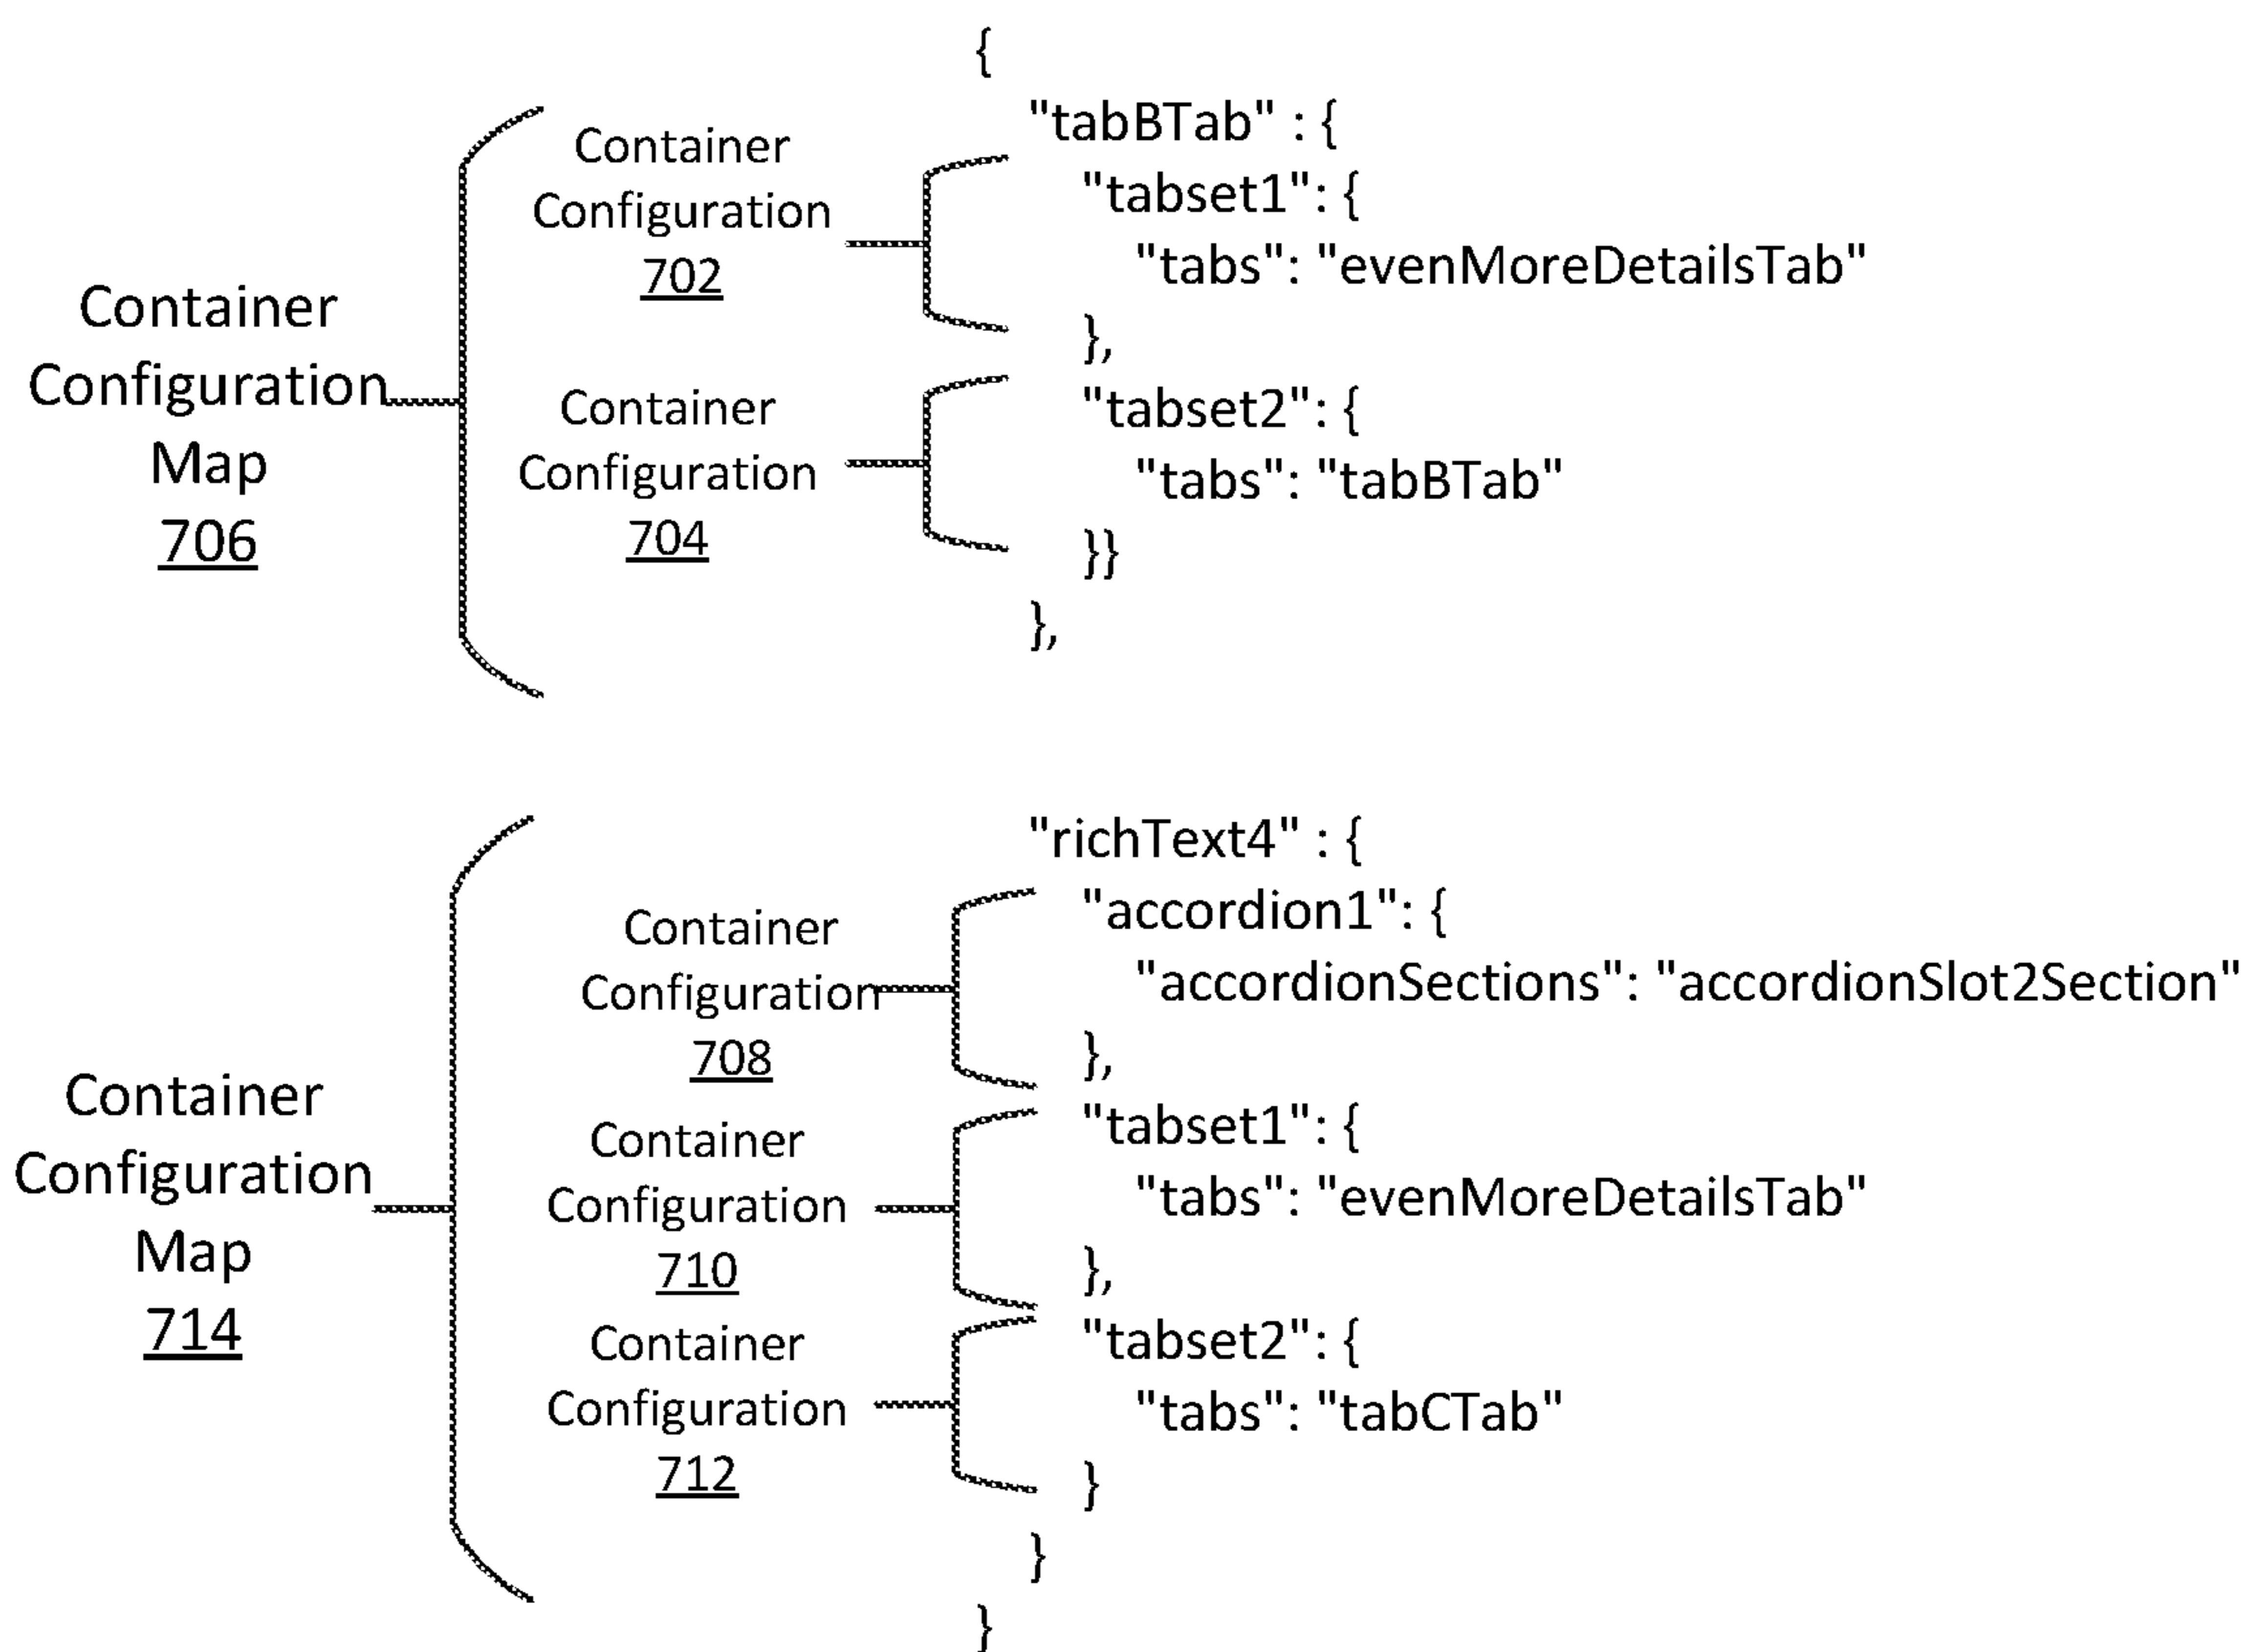 {
"tabBTab" : {
Container
Configuration
702
"tabset1": {
"tabs": "evenMoreDetailsTab"
},
Container
Configuration
Map
706
Container
Configuration
704
"tabset2": {
"tabs": "tabBTab"
}}
},
"richText4" : {
Container
Configuration
708
"accordion1": {
"accordionSections": "accordionSlot2Section"
},
Container
Configuration
Map
714
Container
Configuration
710
"tabset1": {
"tabs": "evenMoreDetailsTab"
},
Container
Configuration
712
"tabset2": {
"tabs": "tabCTab"
}
}
}